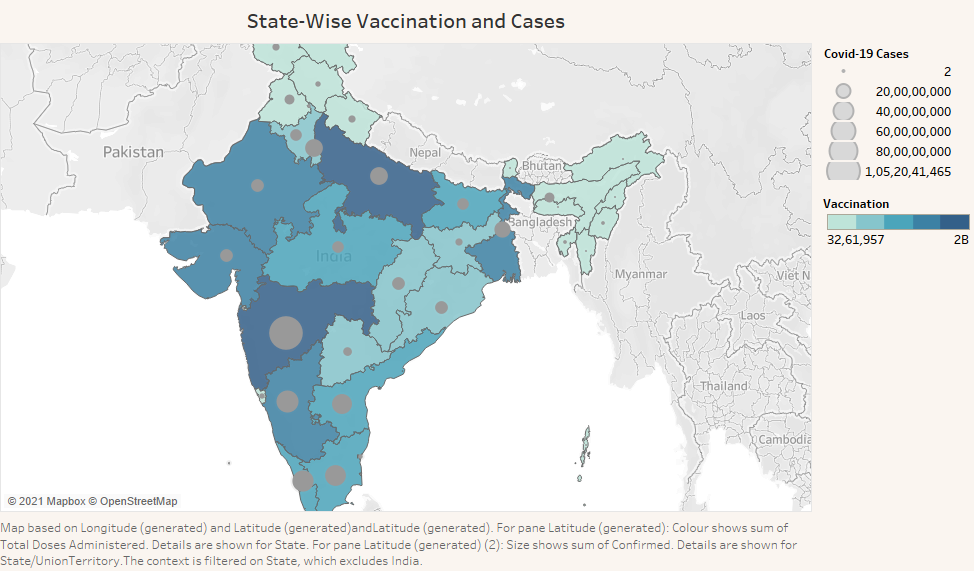 State-Wise Vaccination and Cases
Covid-19 Cases
2
20,00,00,000
40,00,00,000
60,00,00,000
80,00,00,000
1,05,20,41,465
Vaccination
32,61,957
2B
Pakistan
Nepal
Bhutan
Bangladesh
India
Myanmar
Viet N
Laos
Thailand
Cambodia
© 2021 Mapbox © OpenStreetMap
Map based on Longitude (generated) and Latitude (generated)andLatitude (generated). For pane Latitude (generated): Colour shows sum of
Total Doses Administered. Details are shown for State. For pane Latitude (generated) (2): Size shows sum of Confirmed. Details are shown for
State/UnionTerritory.The context is filtered on State, which excludes India.